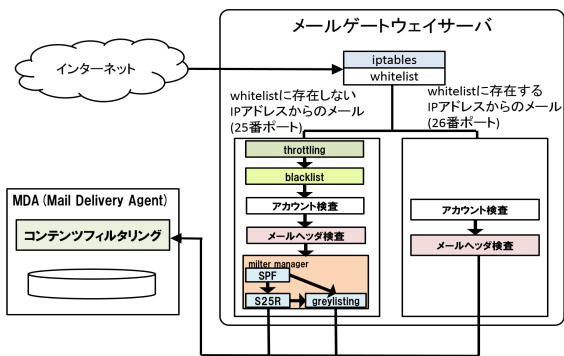 メールゲートウェイサーバ
インターネット
iptables
whitelist
whitelistに存在しない
IPアドレスからのメール
(25番ポート)
whitelistに存在する
IPアドレスからのメール
(26番ポート)
throttling
blacklist
アカウント検査
メールヘッダ検査
milter manager
SPF
S25R
greylisting
アカウント検査
メールヘッダ検査
MDA (Mail Delivery Agent)
コンテンツフィルタリング